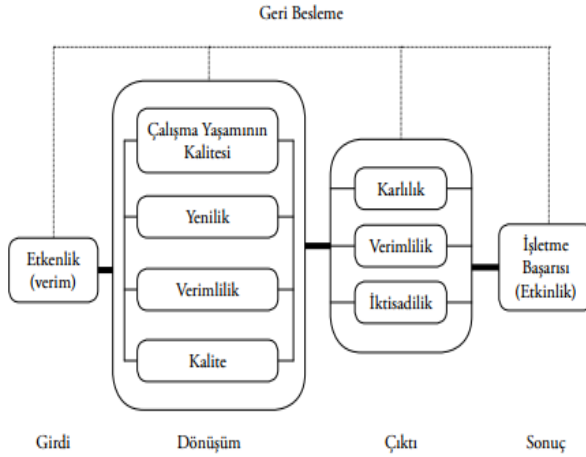 Geri Besleme
Etkenlik
(verim)
Çalışma Yaşamının
Kalitesi
Yenilik
Verimlilik
Kalite
Karlılık
Verimlilik
İktisadilik
İşletme
Başarısı
(Etkinlik)
Girdi
Dönüşüm
Çıktı
Sonuç